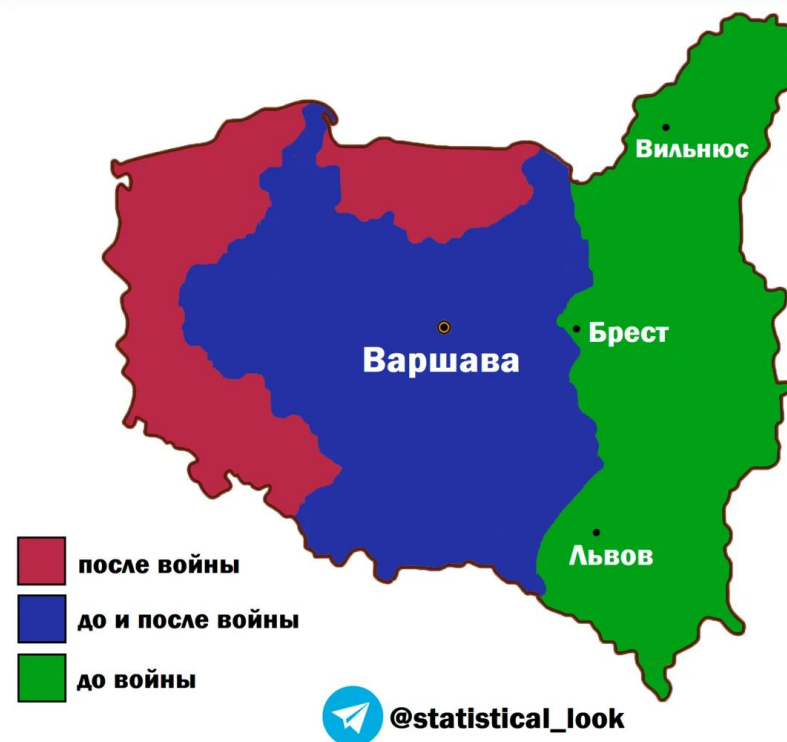 Вильнюс
Брест
Варшава
Львов
после войны
до и после войны
до войны
@statistical_look